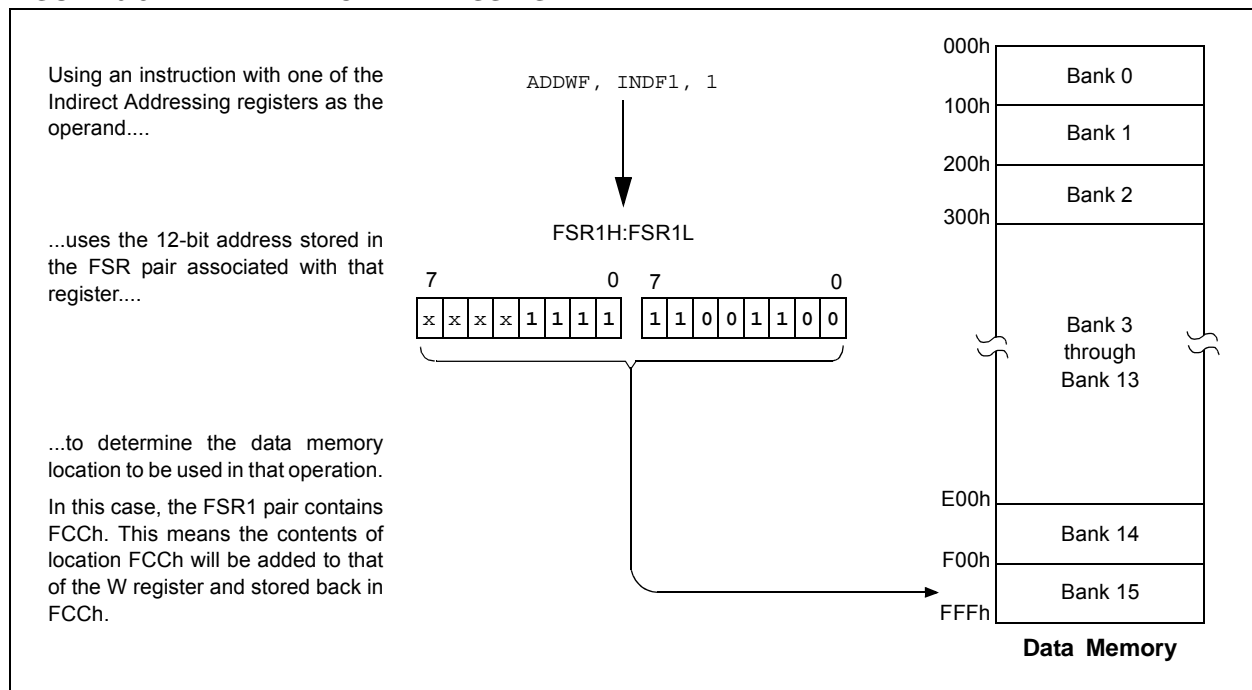 Using an instruction with one of the
Indirect Addressing registers as the
operand....
ADDWF, INDF1, 1
...uses the 12-bit address stored in
the FSR pair associated with that
register....
FSR1H:FSR1L
7 0 7 0
x x x x 1 1 1 1 1 1 0 0 1 1 0 0
...to determine the data memory
location to be used in that operation.
In this case, the FSR1 pair contains
FCCh. This means the contents of
location FCCh will be added to that
of the W register and stored back in
FCCh.
000h
Bank 0
100h
Bank 1
200h
Bank 2
300h
Bank 3
through
Bank 13
E00h
Bank 14
F00h
Bank 15
FFFh
Data Memory